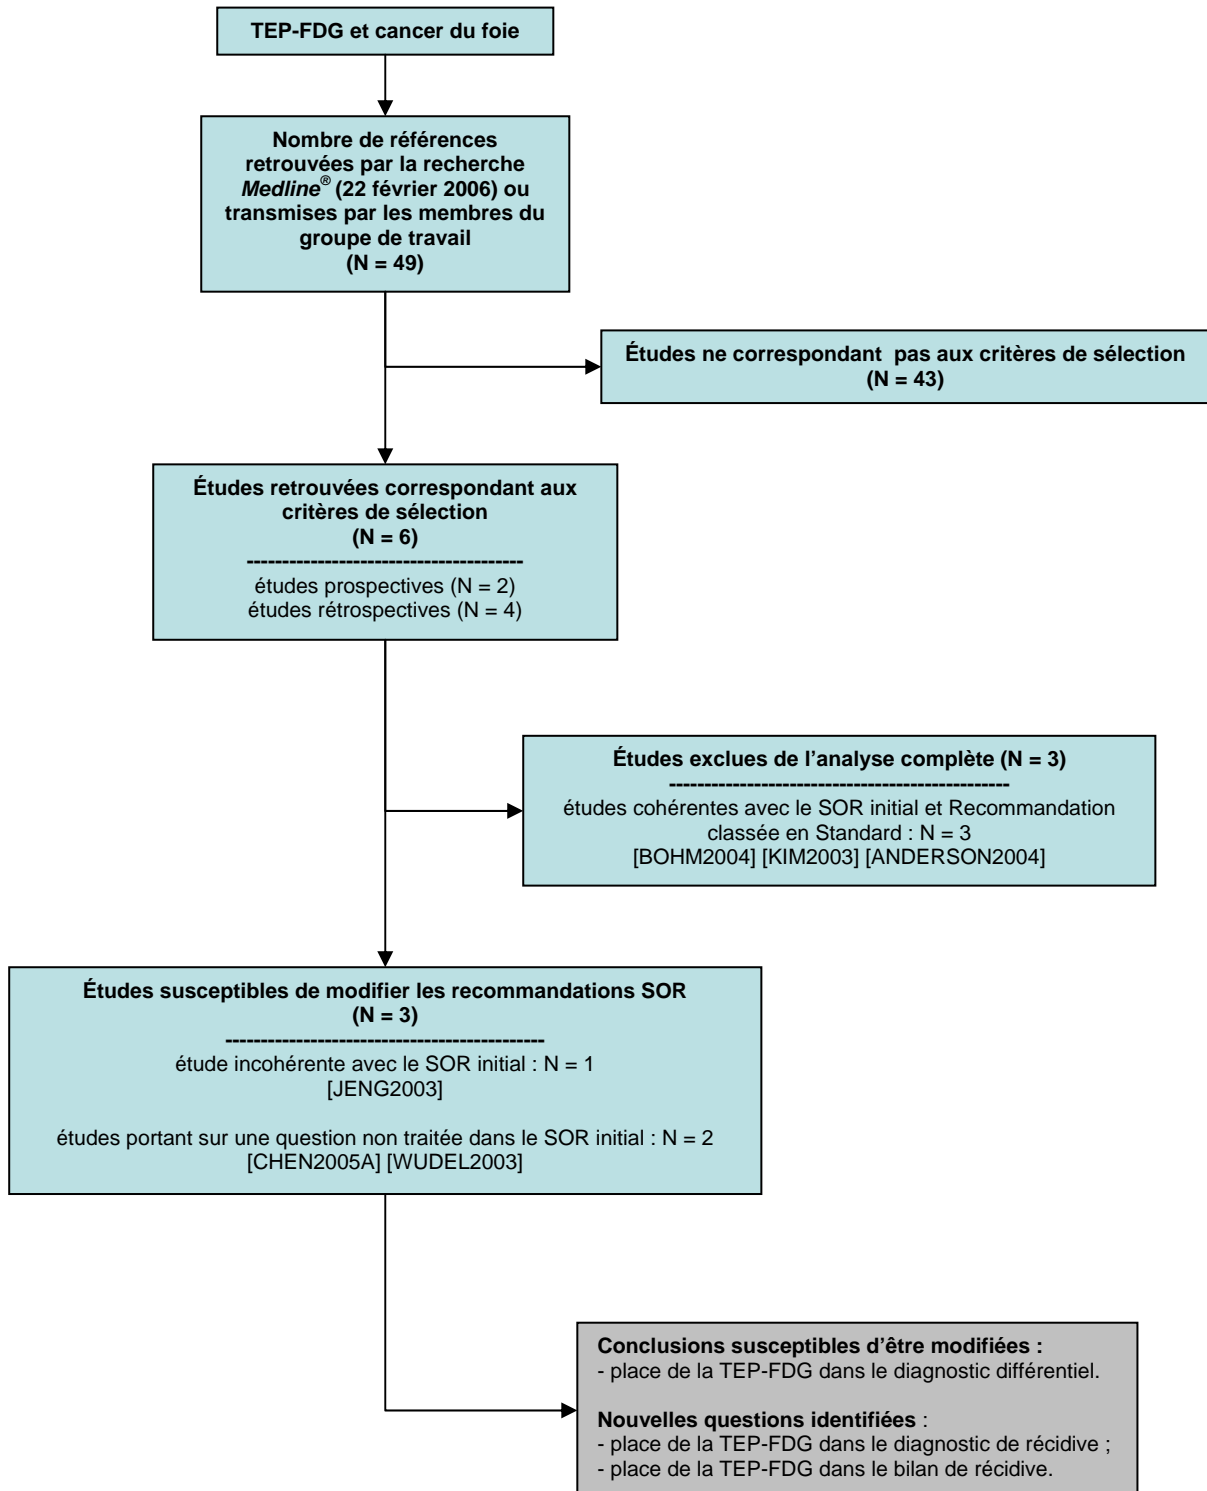 TEP-FDG et cancer du foie
Nombre de références
retrouvées par la recherche
Medline® (22 février 2006) ou
transmises par les membres du
groupe de travail
(N = 49)
Études ne correspondant pas aux critères de sélection
(N = 43)
Études retrouvées correspondant aux
critères de sélection
(N = 6)
---------------------------------------
études prospectives (N = 2)
études rétrospectives (N = 4)
Études exclues de l’analyse complète (N = 3)
------------------------------------------------
études cohérentes avec le SOR initial et Recommandation
classée en Standard : N = 3
[BOHM2004] [KIM2003] [ANDERSON2004]
Études susceptibles de modifier les recommandations SOR
(N = 3)
---------------------------------------------
étude incohérente avec le SOR initial : N = 1
[JENG2003]
études portant sur une question non traitée dans le SOR initial : N = 2
[CHEN2005A] [WUDEL2003]
Conclusions susceptibles d’être modifiées :
- place de la TEP-FDG dans le diagnostic différentiel.
Nouvelles questions identifiées :
- place de la TEP-FDG dans le diagnostic de récidive ;
- place de la TEP-FDG dans le bilan de récidive.